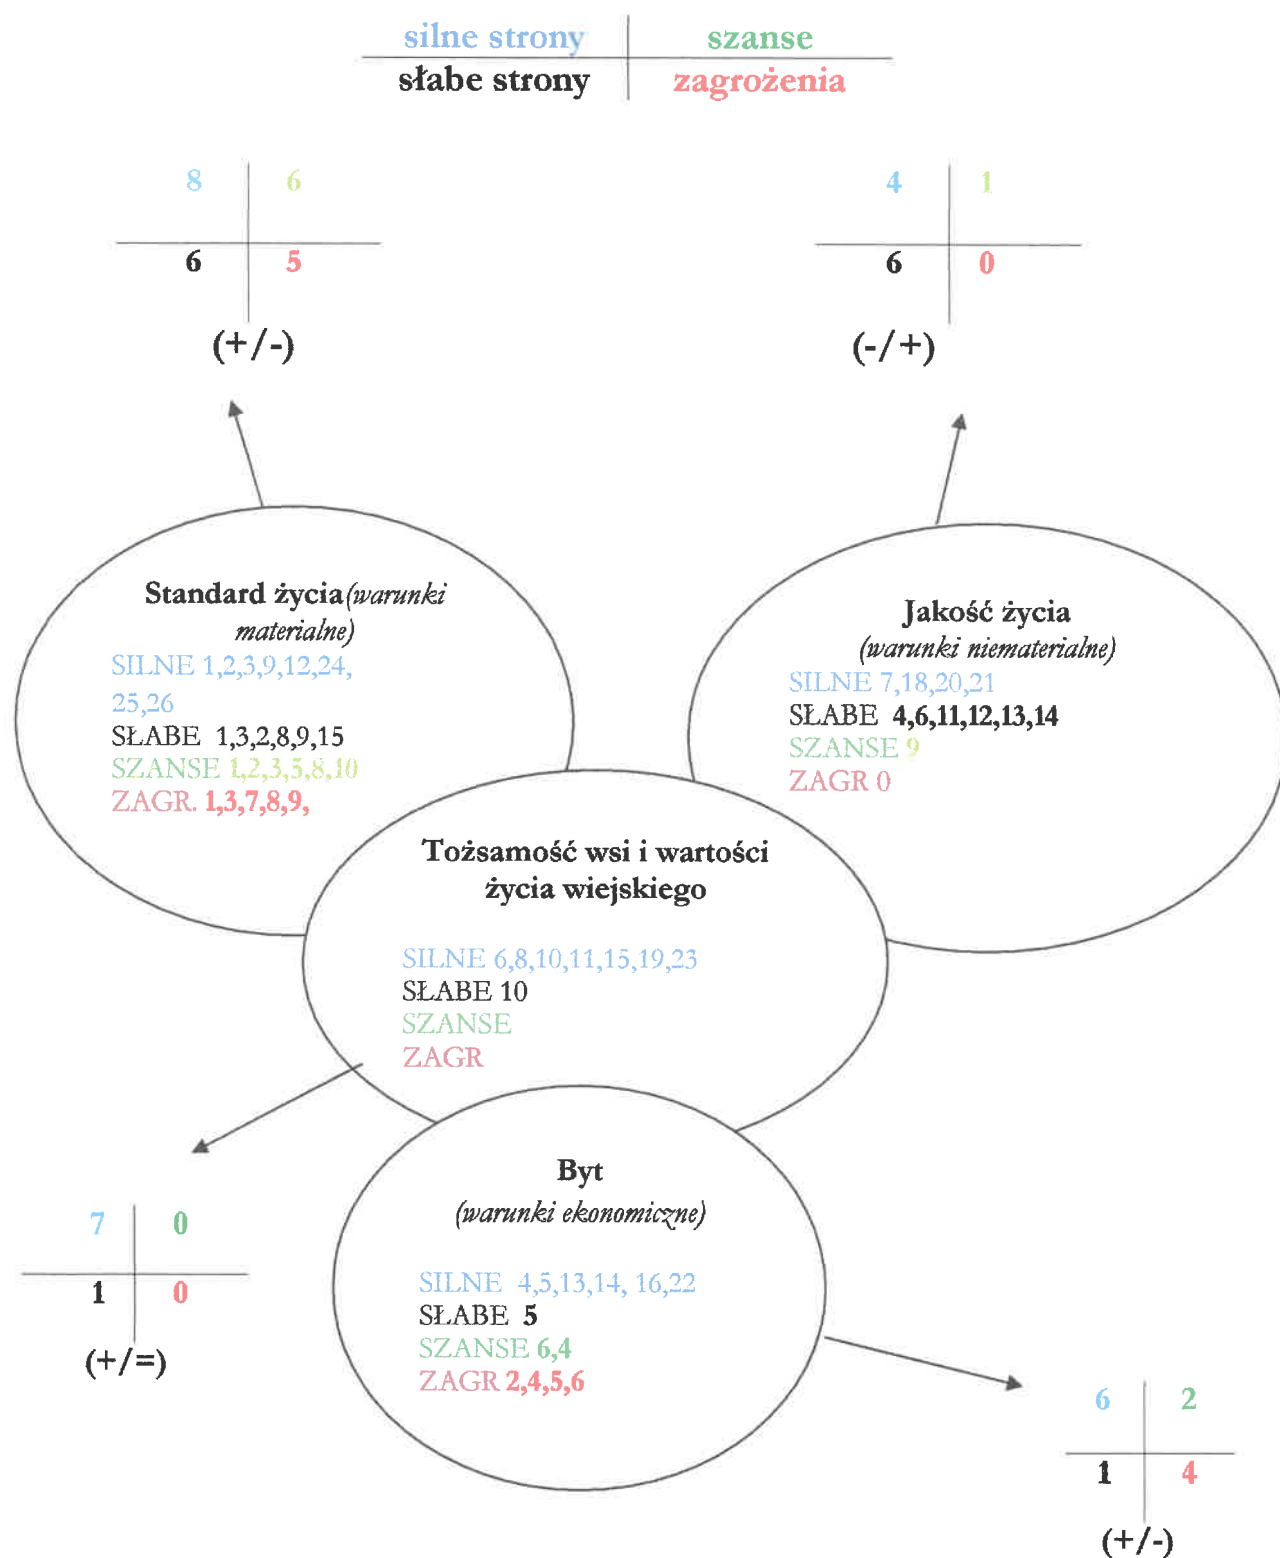 silne strony szanse
słabe strony zagrożenia
8 6
6 5
(+/-)
4 1
6 0
(-/+)
Standard życia(warunki
materialne)
SILNE 1,2,3,9,12,24,
25,26
SŁABE 1,3,2,8,9,15
SZANSE 1,2,3,5,8,10
ZAGR. 1,3,7,8,9,
Jakość życia
(warunki niematerialne)
SILNE 7,18,20,21
SŁABE 4,6,11,12,13,14
SZANSE 9
ZAGR 0
Tożsamość wsi i wartości
życia wiejskiego
SILNE 6,8,10,11,15,19,23
SŁABE 10
SZANSE
ZAGR
7 0
1 0
(+/=)
Byt
(warunki ekonomiczne)
SILNE 4,5,13,14, 16,22
SŁABE 5
SZANSE 6,4
ZAGR 2,4,5,6
6 2
1 4
(+/-)